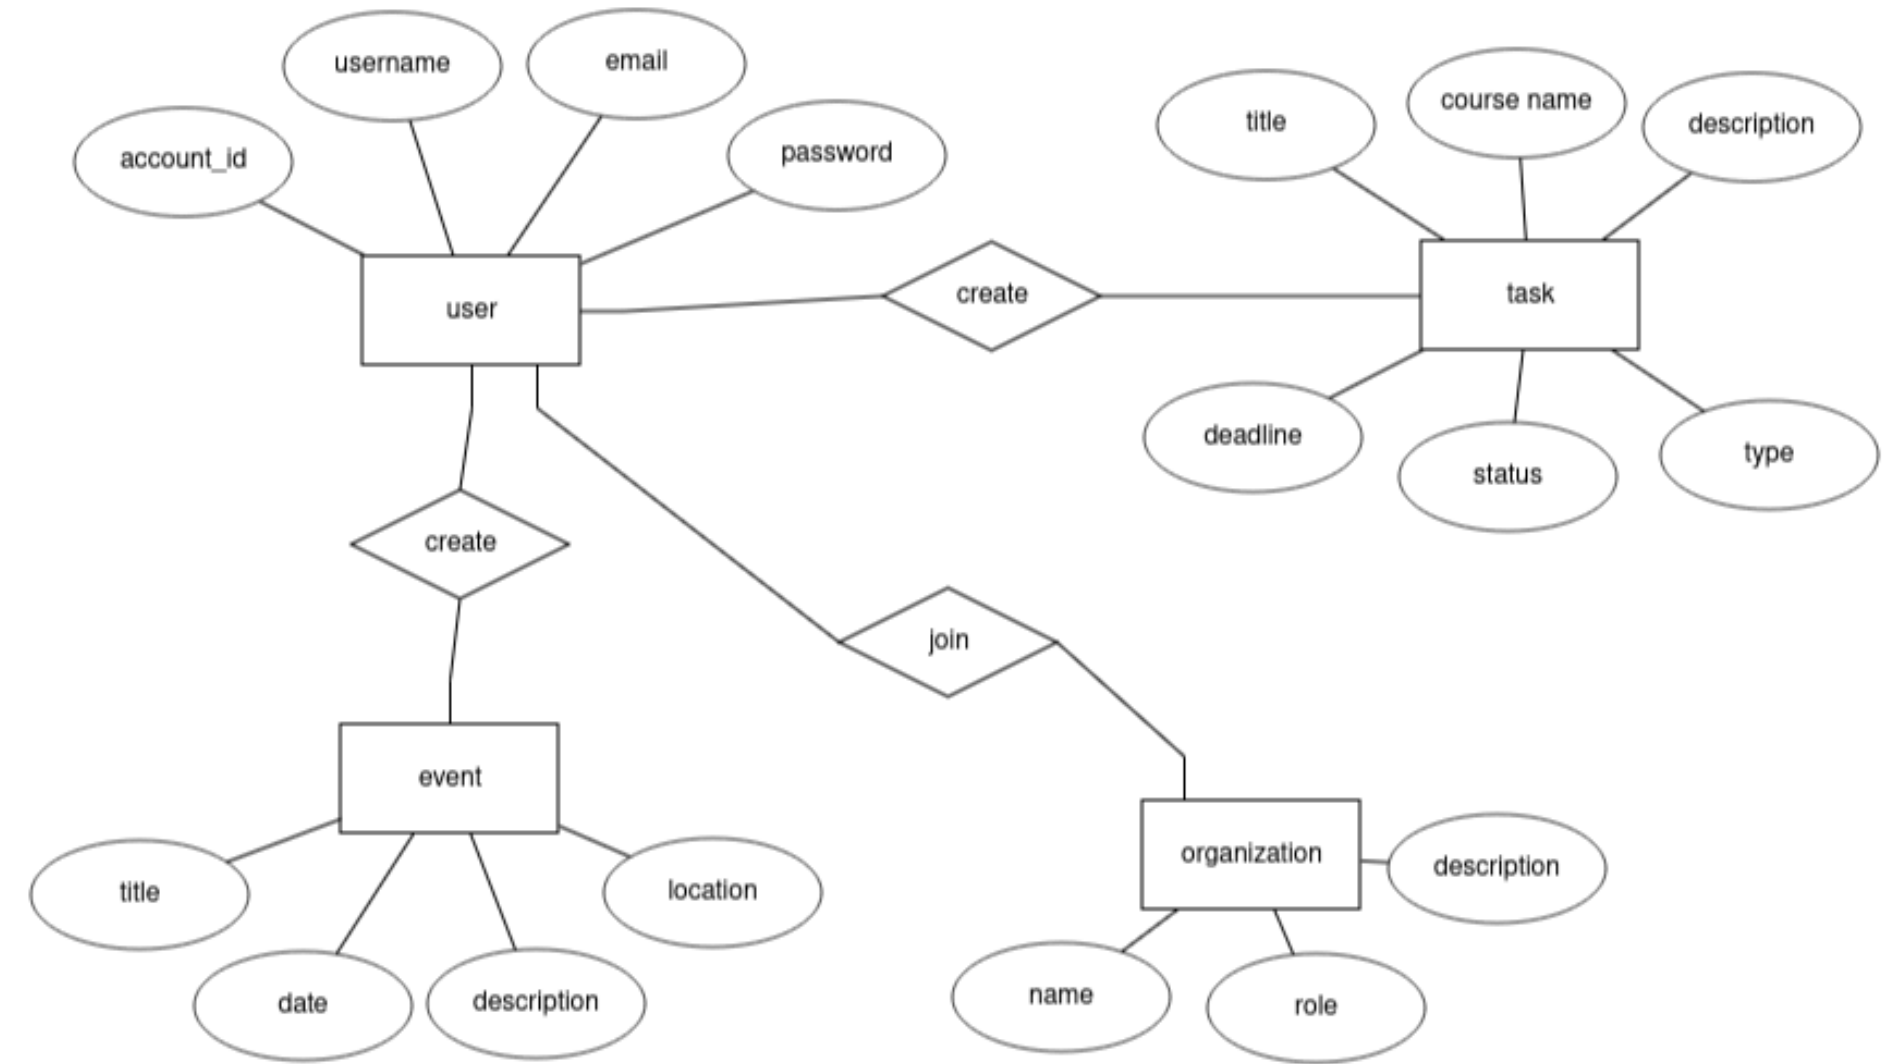 username
email
account_id
password
title
course name
description
user
create
task
deadline
status
type
create
join
event
organization
title
location
description
date
description
name
role